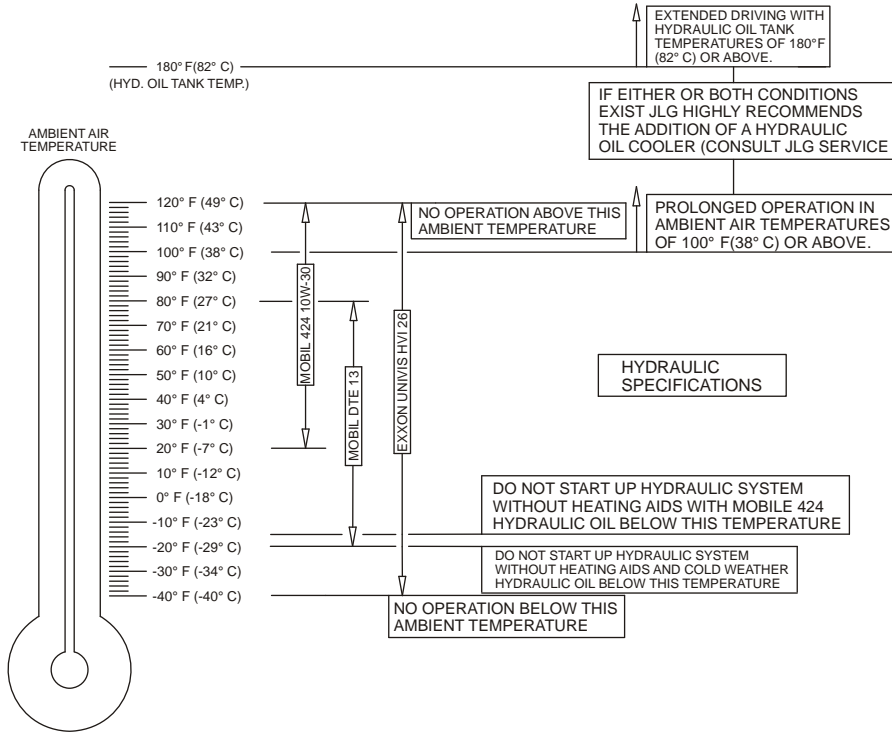 EXTENDED DRIVING WITH
HYDRAULIC OIL TANK
TEMPERATURES OF 180°F
(82° C) OR ABOVE.
180° F(82° C)
(HYD. OIL TANK TEMP.)
IF EITHER OR BOTH CONDITIONS
EXIST JLG HIGHLY RECOMMENDS
THE ADDITION OF A HYDRAULIC
OIL COOLER (CONSULT JLG SERVICE
AMBIENT AIR
TEMPERATURE
120° F (49° C)
110° F (43° C)
100° F (38° C)
90° F (32° C)
80° F (27° C)
70° F (21° C)
60° F (16° C)
50° F (10° C)
40° F (4° C)
30° F (-1° C)
20° F (-7° C)
10° F (-12° C)
0° F (-18° C)
-10° F (-23° C)
-20° F (-29° C)
-30° F (-34° C)
-40° F (-40° C)
MOBIL 424 10W-30
MOBIL DTE 13
EXXON UNIVIS HVI 26
NO OPERATION ABOVE THIS
AMBIENT TEMPERATURE
PROLONGED OPERATION IN
AMBIENT AIR TEMPERATURES
OF 100° F(38° C) OR ABOVE.
HYDRAULIC
SPECIFICATIONS
DO NOT START UP HYDRAULIC SYSTEM
WITHOUT HEATING AIDS WITH MOBILE 424
HYDRAULIC OIL BELOW THIS TEMPERATURE
DO NOT START UP HYDRAULIC SYSTEM
WITHOUT HEATING AIDS AND COLD WEATHER
HYDRAULIC OIL BELOW THIS TEMPERATURE
NO OPERATION BELOW THIS
AMBIENT TEMPERATURE